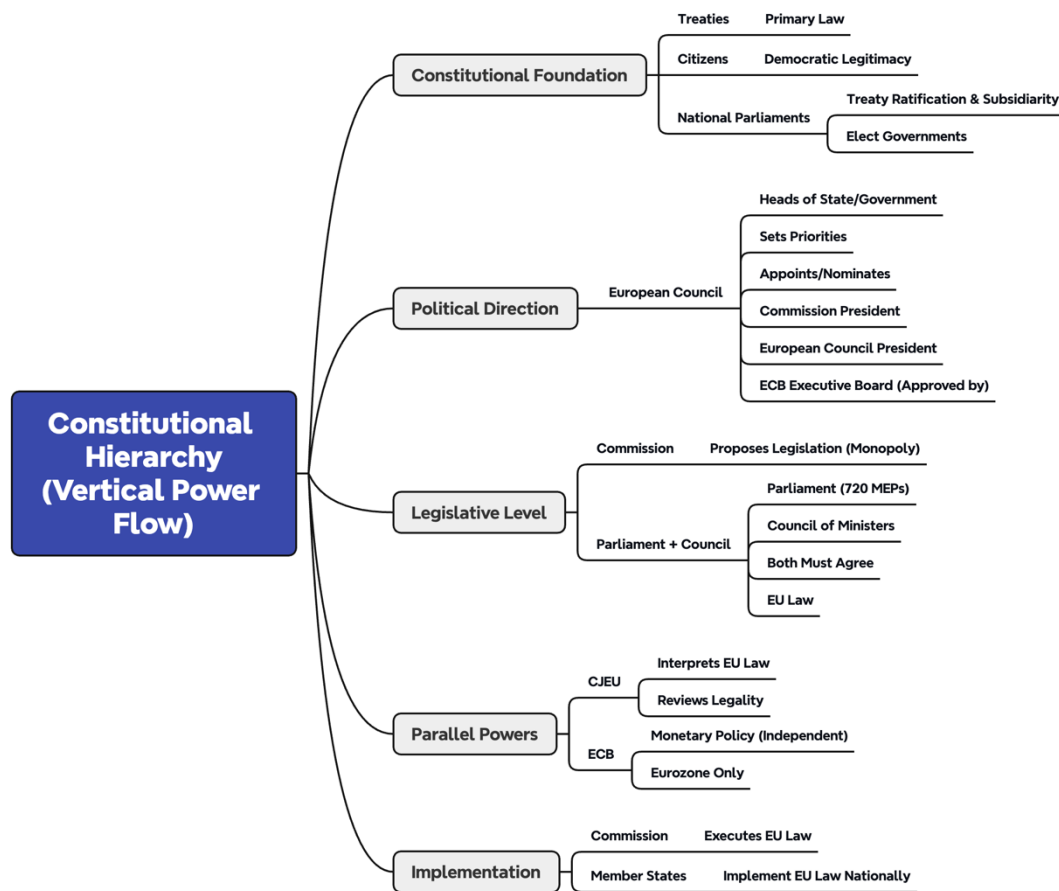 Constitutional
Hierarchy
(Vertical Power
Flow)
Constitutional Foundation
Treaties
Primary Law
Citizens
Democratic Legitimacy
National Parliaments
Treaty Ratification & Subsidiarity
Elect Governments
Political Direction
European Council
Heads of State/Government
Sets Priorities
Appoints/Nominates
Commission President
European Council President
ECB Executive Board (Approved by)
Legislative Level
Commission
Proposes Legislation (Monopoly)
Parliament + Council
Parliament (720 MEPs)
Council of Ministers
Both Must Agree
EU Law
Parallel Powers
CJEU
Interprets EU Law
Reviews Legality
ECB
Monetary Policy (Independent)
Eurozone Only
Implementation
Commission
Executes EU Law
Member States
Implement EU Law Nationally